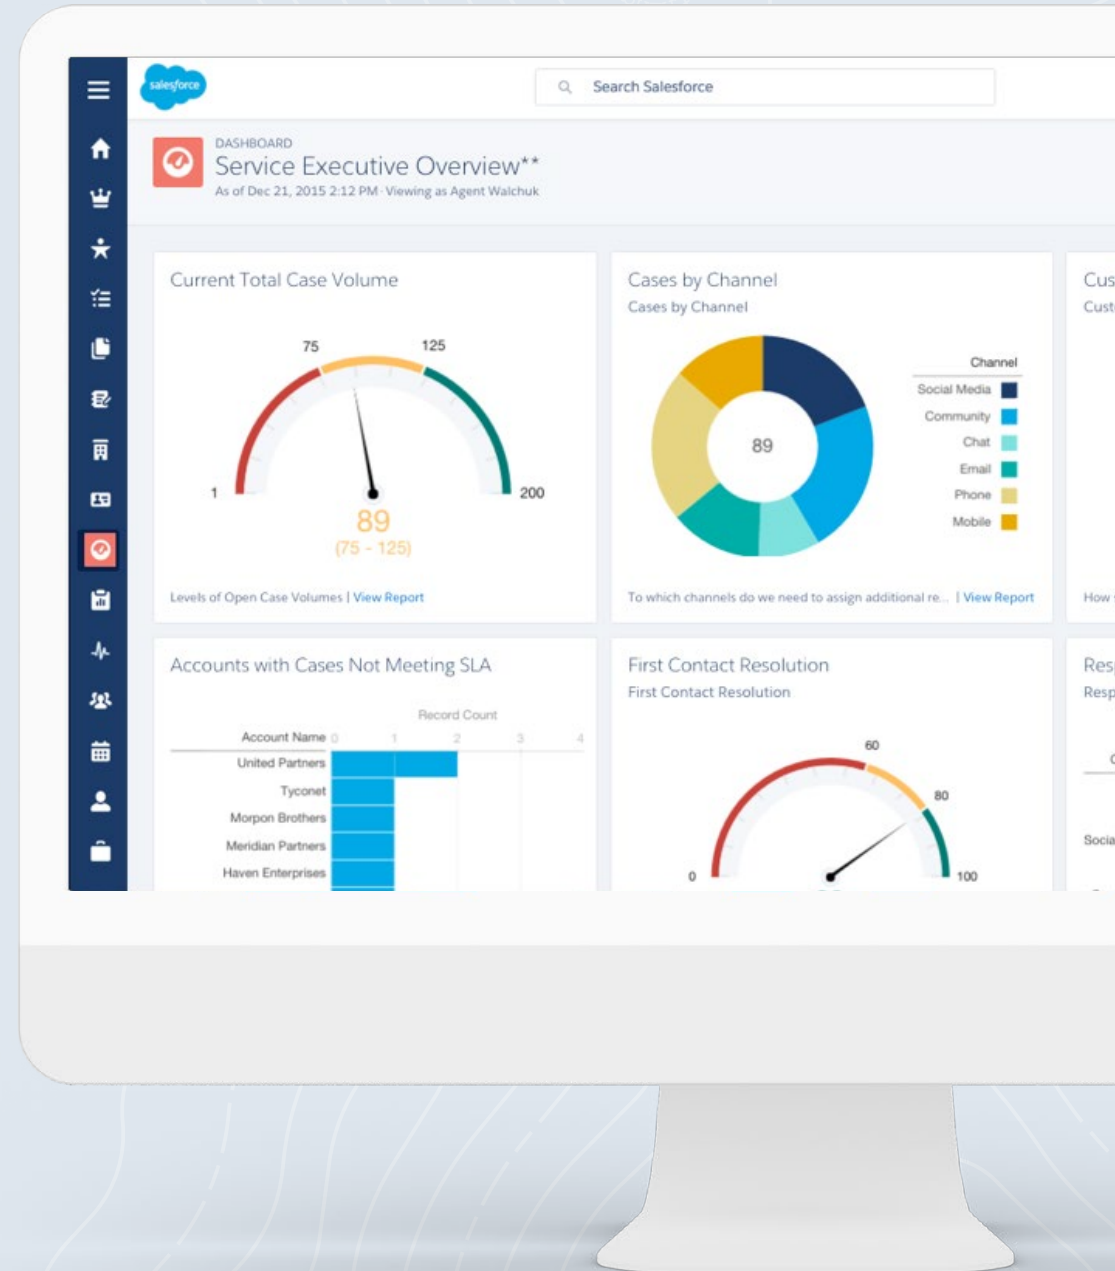 salesforce
Search Salesforce
DASHBOARD
Service Executive Overview**
As of Dec 21, 2015 2:12 PM·Viewing as Agent Walchuk
Current Total Case Volume
75
125
1
200
89
(75 - 125)
Levels of Open Case Volumes | View Report
Cases by Channel
Cases by Channel
89
Channel
Social Media
Community
Chat
Email
Phone
Mobile
To which channels do we need to assign additional re... | View Report
How
Accounts with Cases Not Meeting SLA
Record Count
Account Name 0 1 2 3 4
United Partners
Tyconet
Morpon Brothers
Meridian Partners
Haven Enterprises
First Contact Resolution
First Contact Resolution
60
80
0
100